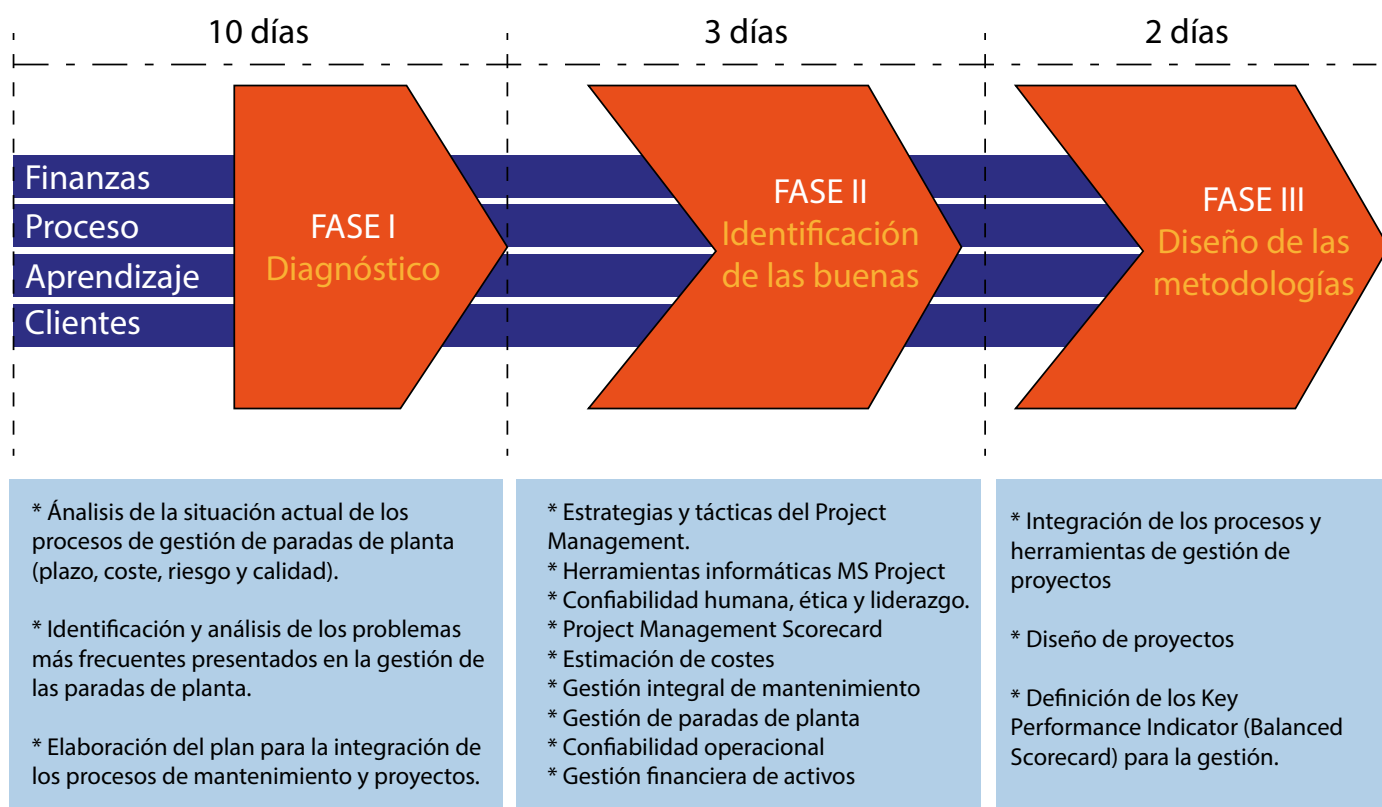 10 días
3 días
2 días
Finanzas
Proceso
Aprendizaje
Clientes
FASE I
Diagnóstico
FASE II
Identificación
de las buenas
FASE III
Diseño de las
metodologías
* Ánalisis de la situación actual de los
procesos de gestión de paradas de planta
(plazo, coste, riesgo y calidad).
* Identificación y análisis de los problemas
más frecuentes presentados en la gestión de
las paradas de planta.
* Elaboración del plan para la integración de
los procesos de mantenimiento y proyectos.
* Estrategias y tácticas del Project
Management.
* Herramientas informáticas MS Project
* Confiabilidad humana, ética y liderazgo.
* Project Management Scorecard
* Estimación de costes
* Gestión integral de mantenimiento
* Gestión de paradas de planta
* Confiabilidad operacional
* Gestión financiera de activos
* Integración de los procesos y
herramientas de gestión de
proyectos
* Diseño de proyectos
* Definición de los Key
Performance Indicator (Balanced
Scorecard) para la gestión.